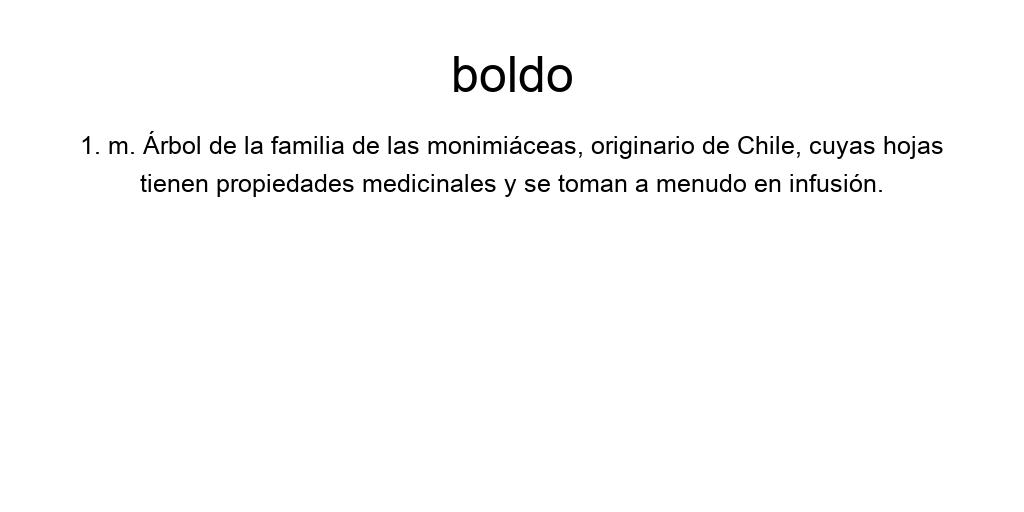 boldo
1. m. Árbol de la familia de las monimiáceas, originario de Chile, cuyas hojas
tienen propiedades medicinales y se toman a menudo en infusión.